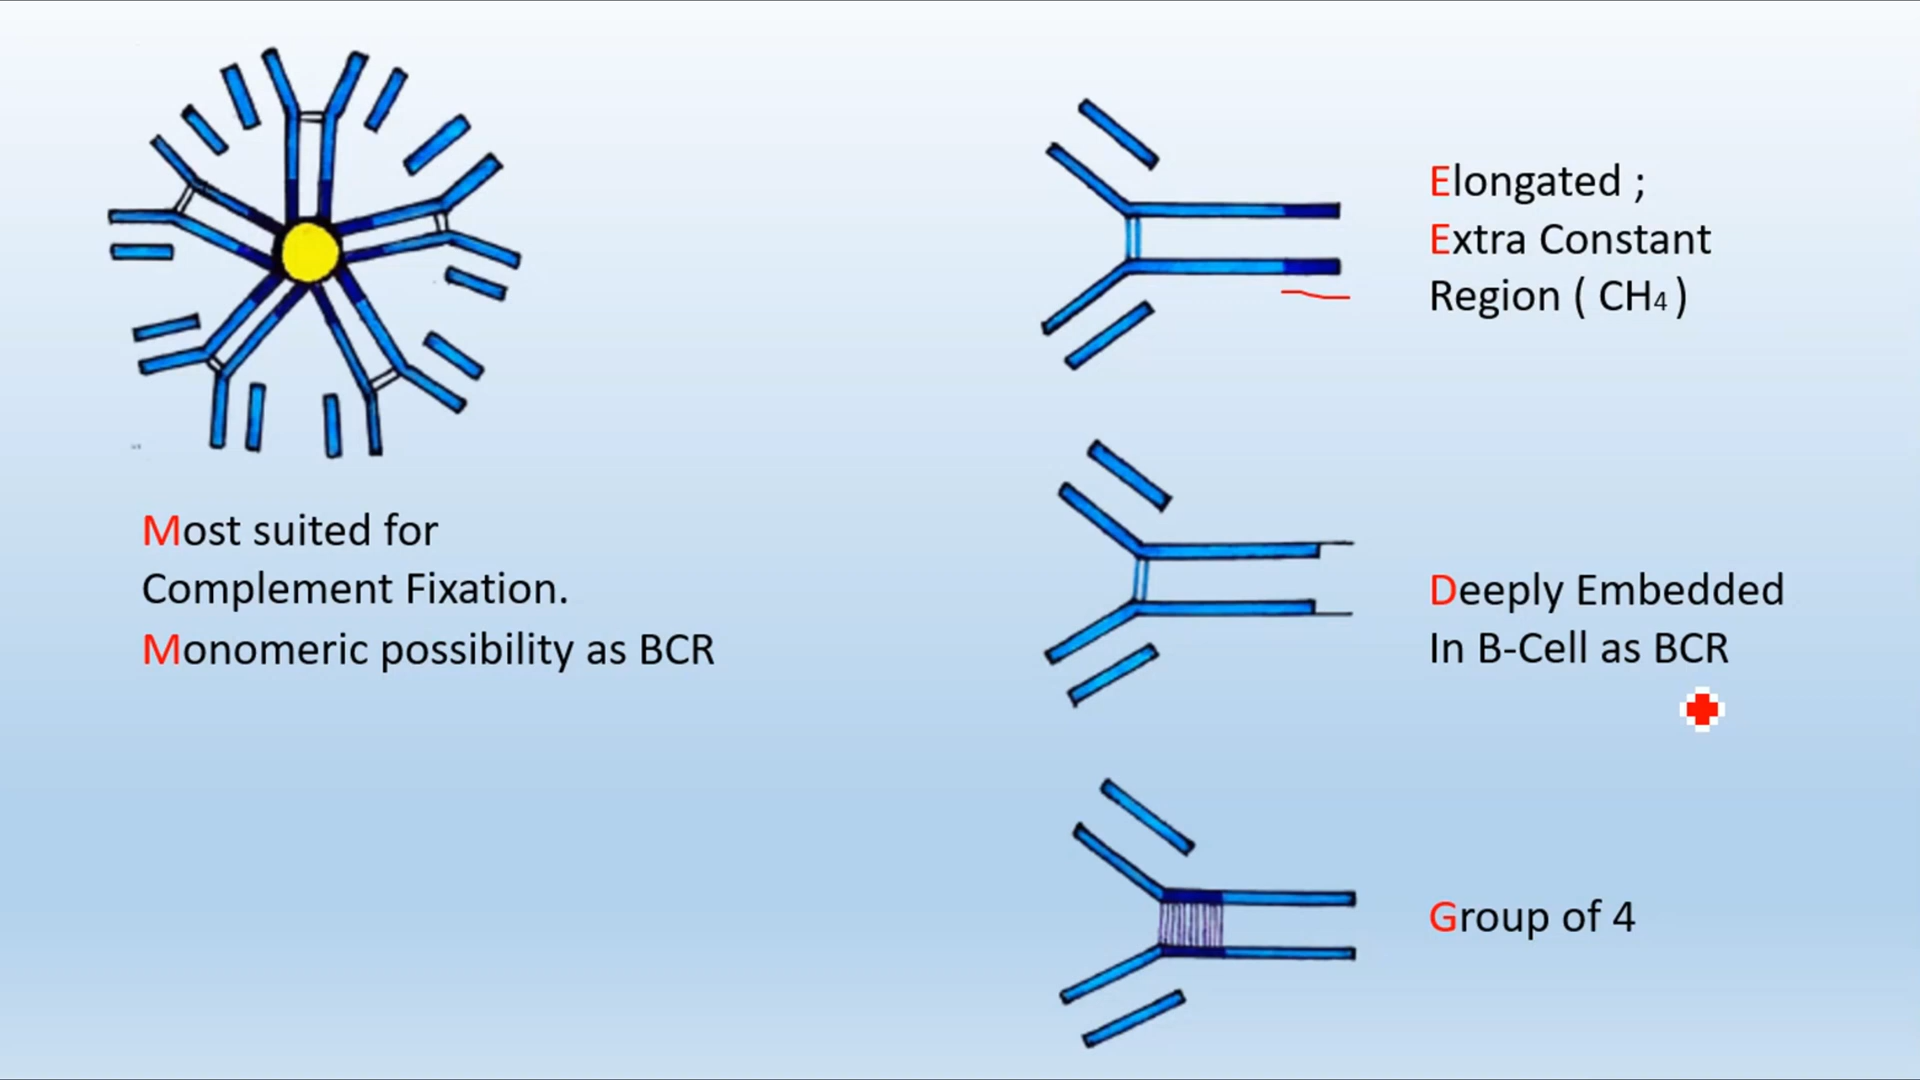 Most suited for
Complement Fixation.
Monomeric possibility as BCR
Elongated ;
Extra Constant
Region ( CH₄ )
Deeply Embedded
In B-Cell as BCR
Group of 4